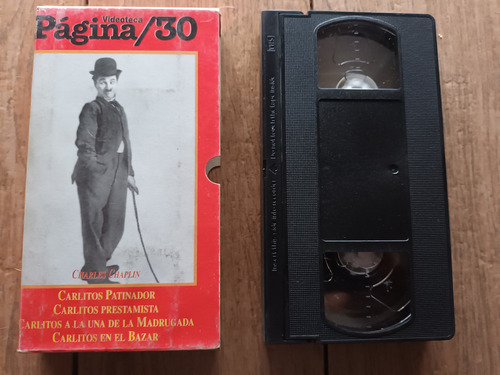 Videoteca
Página/30
CHARLES CHAPLIN
CARLITOS PATINADOR
CARLITOS PRESTAMISTA
CARLITOS A LA UNA DE LA MADRUGADA
CARLITOS EN EL BAZAR
VHS